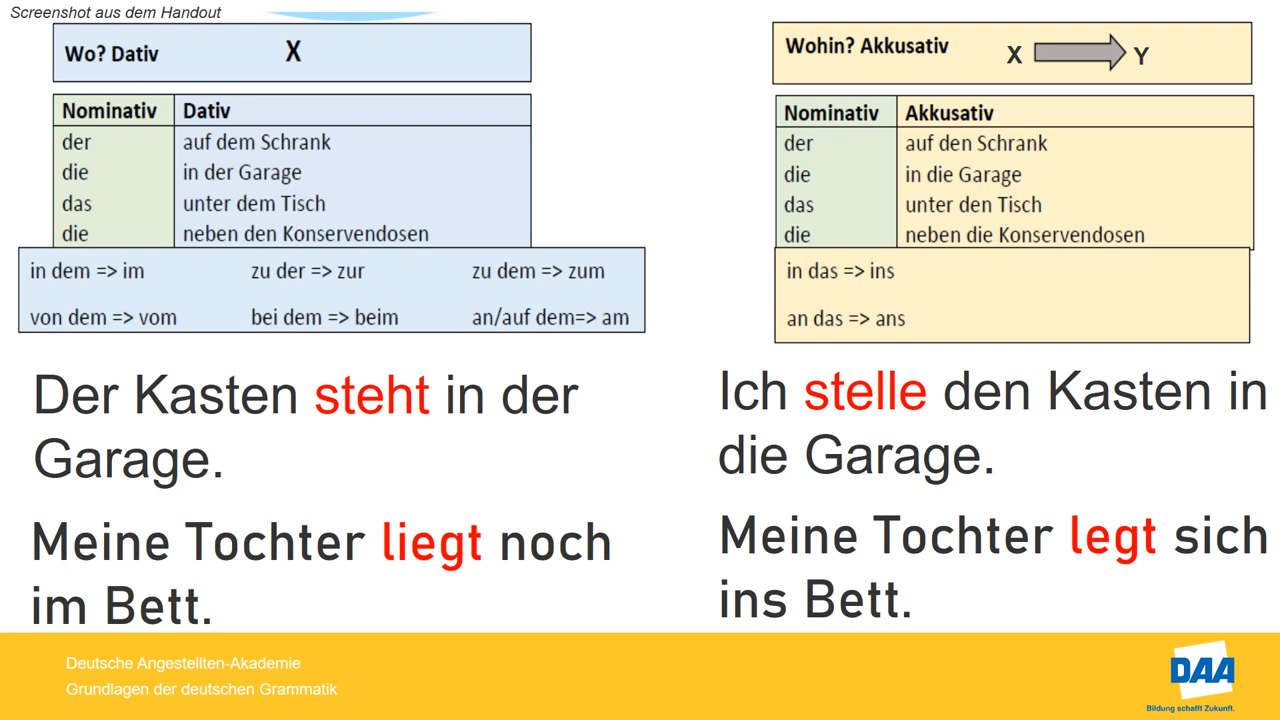 Screenshot aus dem Handout
Wo? Dativ X
Nominativ Dativ
der auf dem Schrank
die in der Garage
das unter dem Tisch
die neben den Konservendosen
in dem => im zu der => zur zu dem => zum
von dem => vom bei dem => beim an/auf dem=> am
Der Kasten steht in der
Garage.
Meine Tochter liegt noch
im Bett.
Wohin? Akkusativ X Y
Nominativ Akkusativ
der auf den Schrank
die in die Garage
das unter den Tisch
die neben die Konservendosen
in das => ins
an das => ans
Ich stelle den Kasten in
die Garage.
Meine Tochter legt sich
ins Bett.
Deutsche Angestellten-Akademie
Grundlagen der deutschen Grammatik
DAA
Bildung schafft Zukunft.